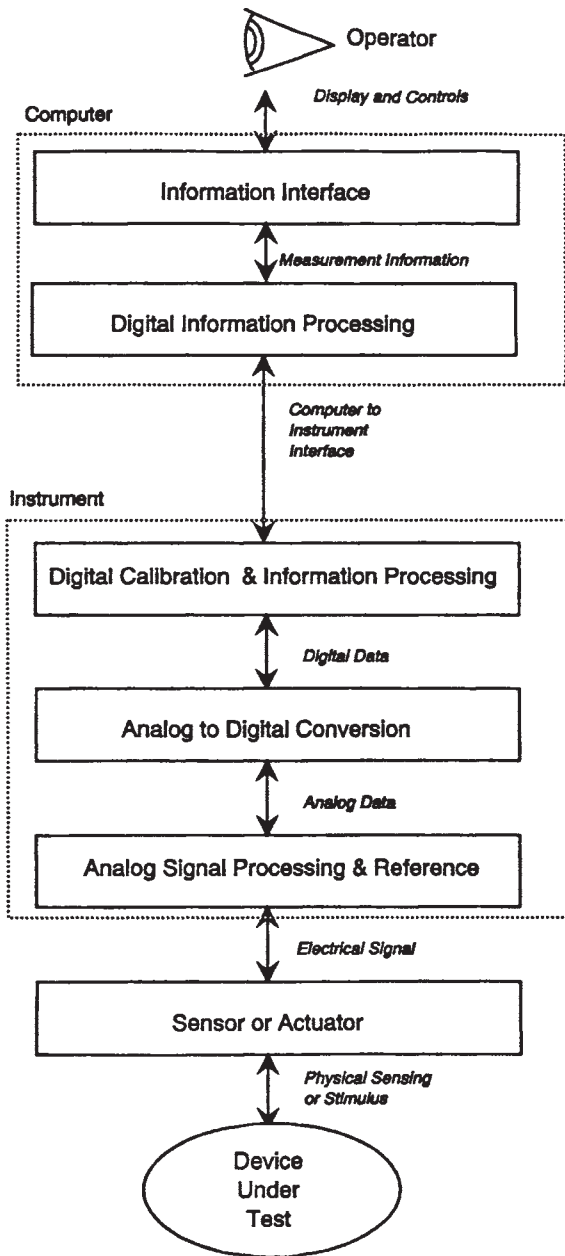 Operator
Display and Controls
Computer
Information Interface
Measurement Information
Digital Information Processing
Computer to
Instrument
Interface
Instrument
Digital Calibration & Information Processing
Digital Data
Analog to Digital Conversion
Analog Data
Analog Signal Processing & Reference
Electrical Signal
Sensor or Actuator
Physical Sensing
or Stimulus
Device
Under
Test